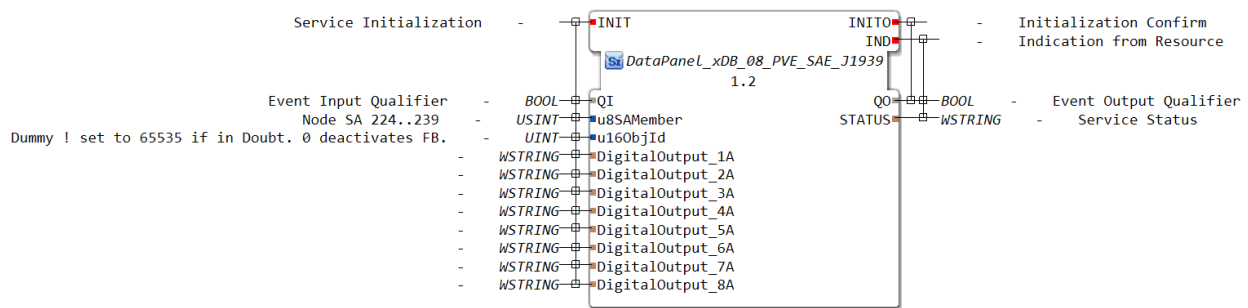 Service Initialization - INIT INITO - Initialization Confirm
IND - Indication from Resource
Si DataPanel_xDB_08_PVE_SAE_J1939
1.2
Event Input Qualifier - BOOL QI QO BOOL - Event Output Qualifier
Node SA 224..239 - USINT u8SAMember STATUS WSTRING - Service Status
Dummy ! set to 65535 if in Doubt. 0 deactivates FB. - UINT u16ObjId
- WSTRING DigitalOutput_1A
- WSTRING DigitalOutput_2A
- WSTRING DigitalOutput_3A
- WSTRING DigitalOutput_4A
- WSTRING DigitalOutput_5A
- WSTRING DigitalOutput_6A
- WSTRING DigitalOutput_7A
- WSTRING DigitalOutput_8A